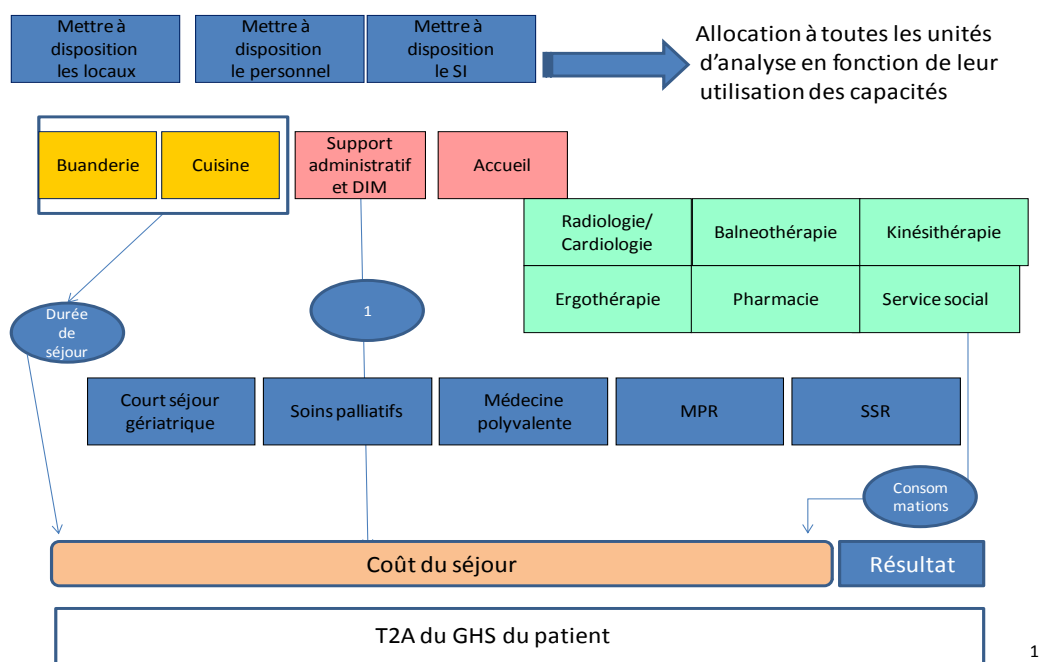 Mettre à
disposition
les locaux
Mettre à
disposition
le personnel
Mettre à
disposition
le SI
Allocation à toutes les unités
d'analyse en fonction de leur
utilisation des capacités
Buanderie
Cuisine
Support
administratif
et DIM
Accueil
Radiologie/
Cardiologie
Balneothérapie
Kinésithérapie
Ergothérapie
Pharmacie
Service social
Durée
de
séjour
1
Court séjour
gériatrique
Soins palliatifs
Médecine
polyvalente
MPR
SSR
Consom
mations
Coût du séjour
Résultat
T2A du GHS du patient
1